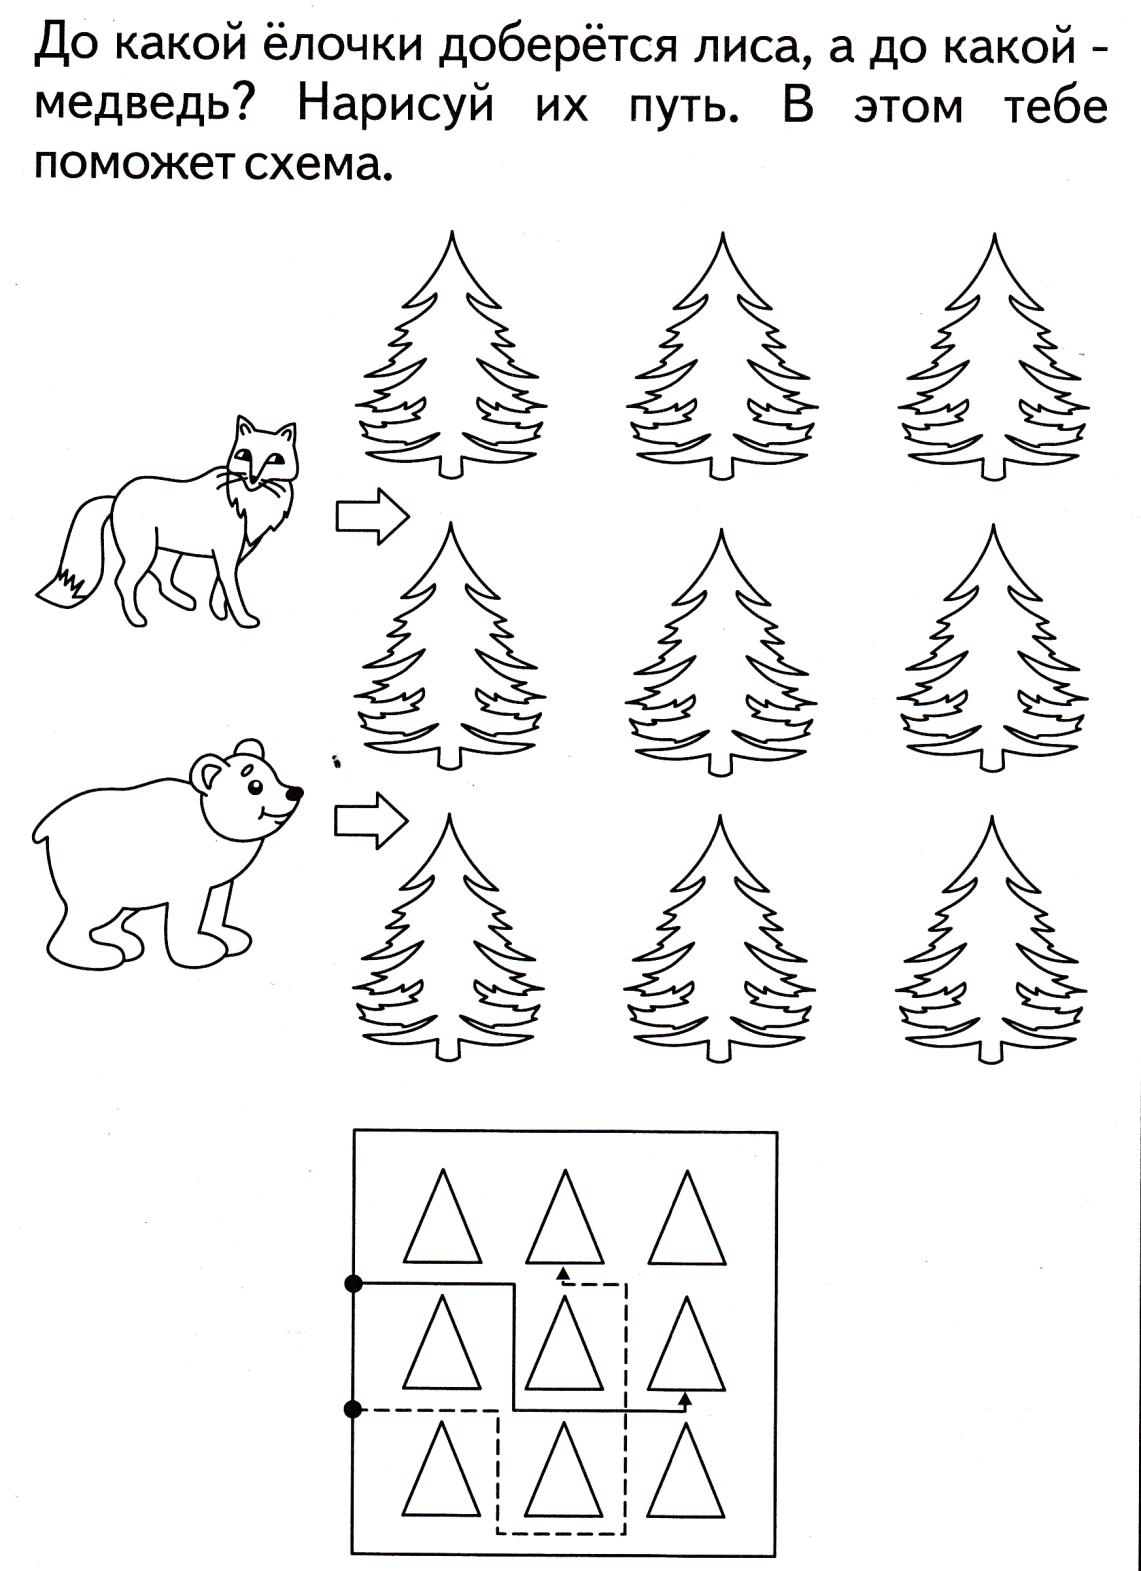 До какой ёлочки доберётся лиса, а до какой -
медведь? Нарисуй их путь. В этом тебе
поможет схема.